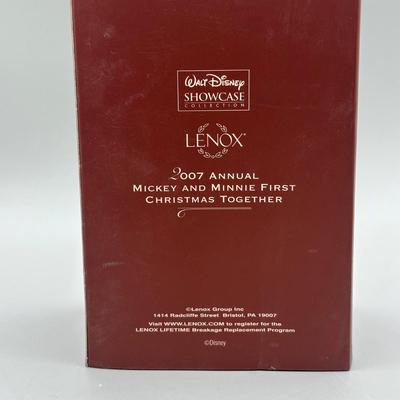 Walt Disney
SHOWCASE
COLLECTION
LENOX™
2007 ANNUAL
MICKEY AND MINNIE FIRST
CHRISTMAS TOGETHER
©Lenox Group Inc
1414 Radcliffe Street Bristol, PA 19007
Visit WWW.LENOX.COM to register for the
LENOX LIFETIME Breakage Replacement Program
©Disney